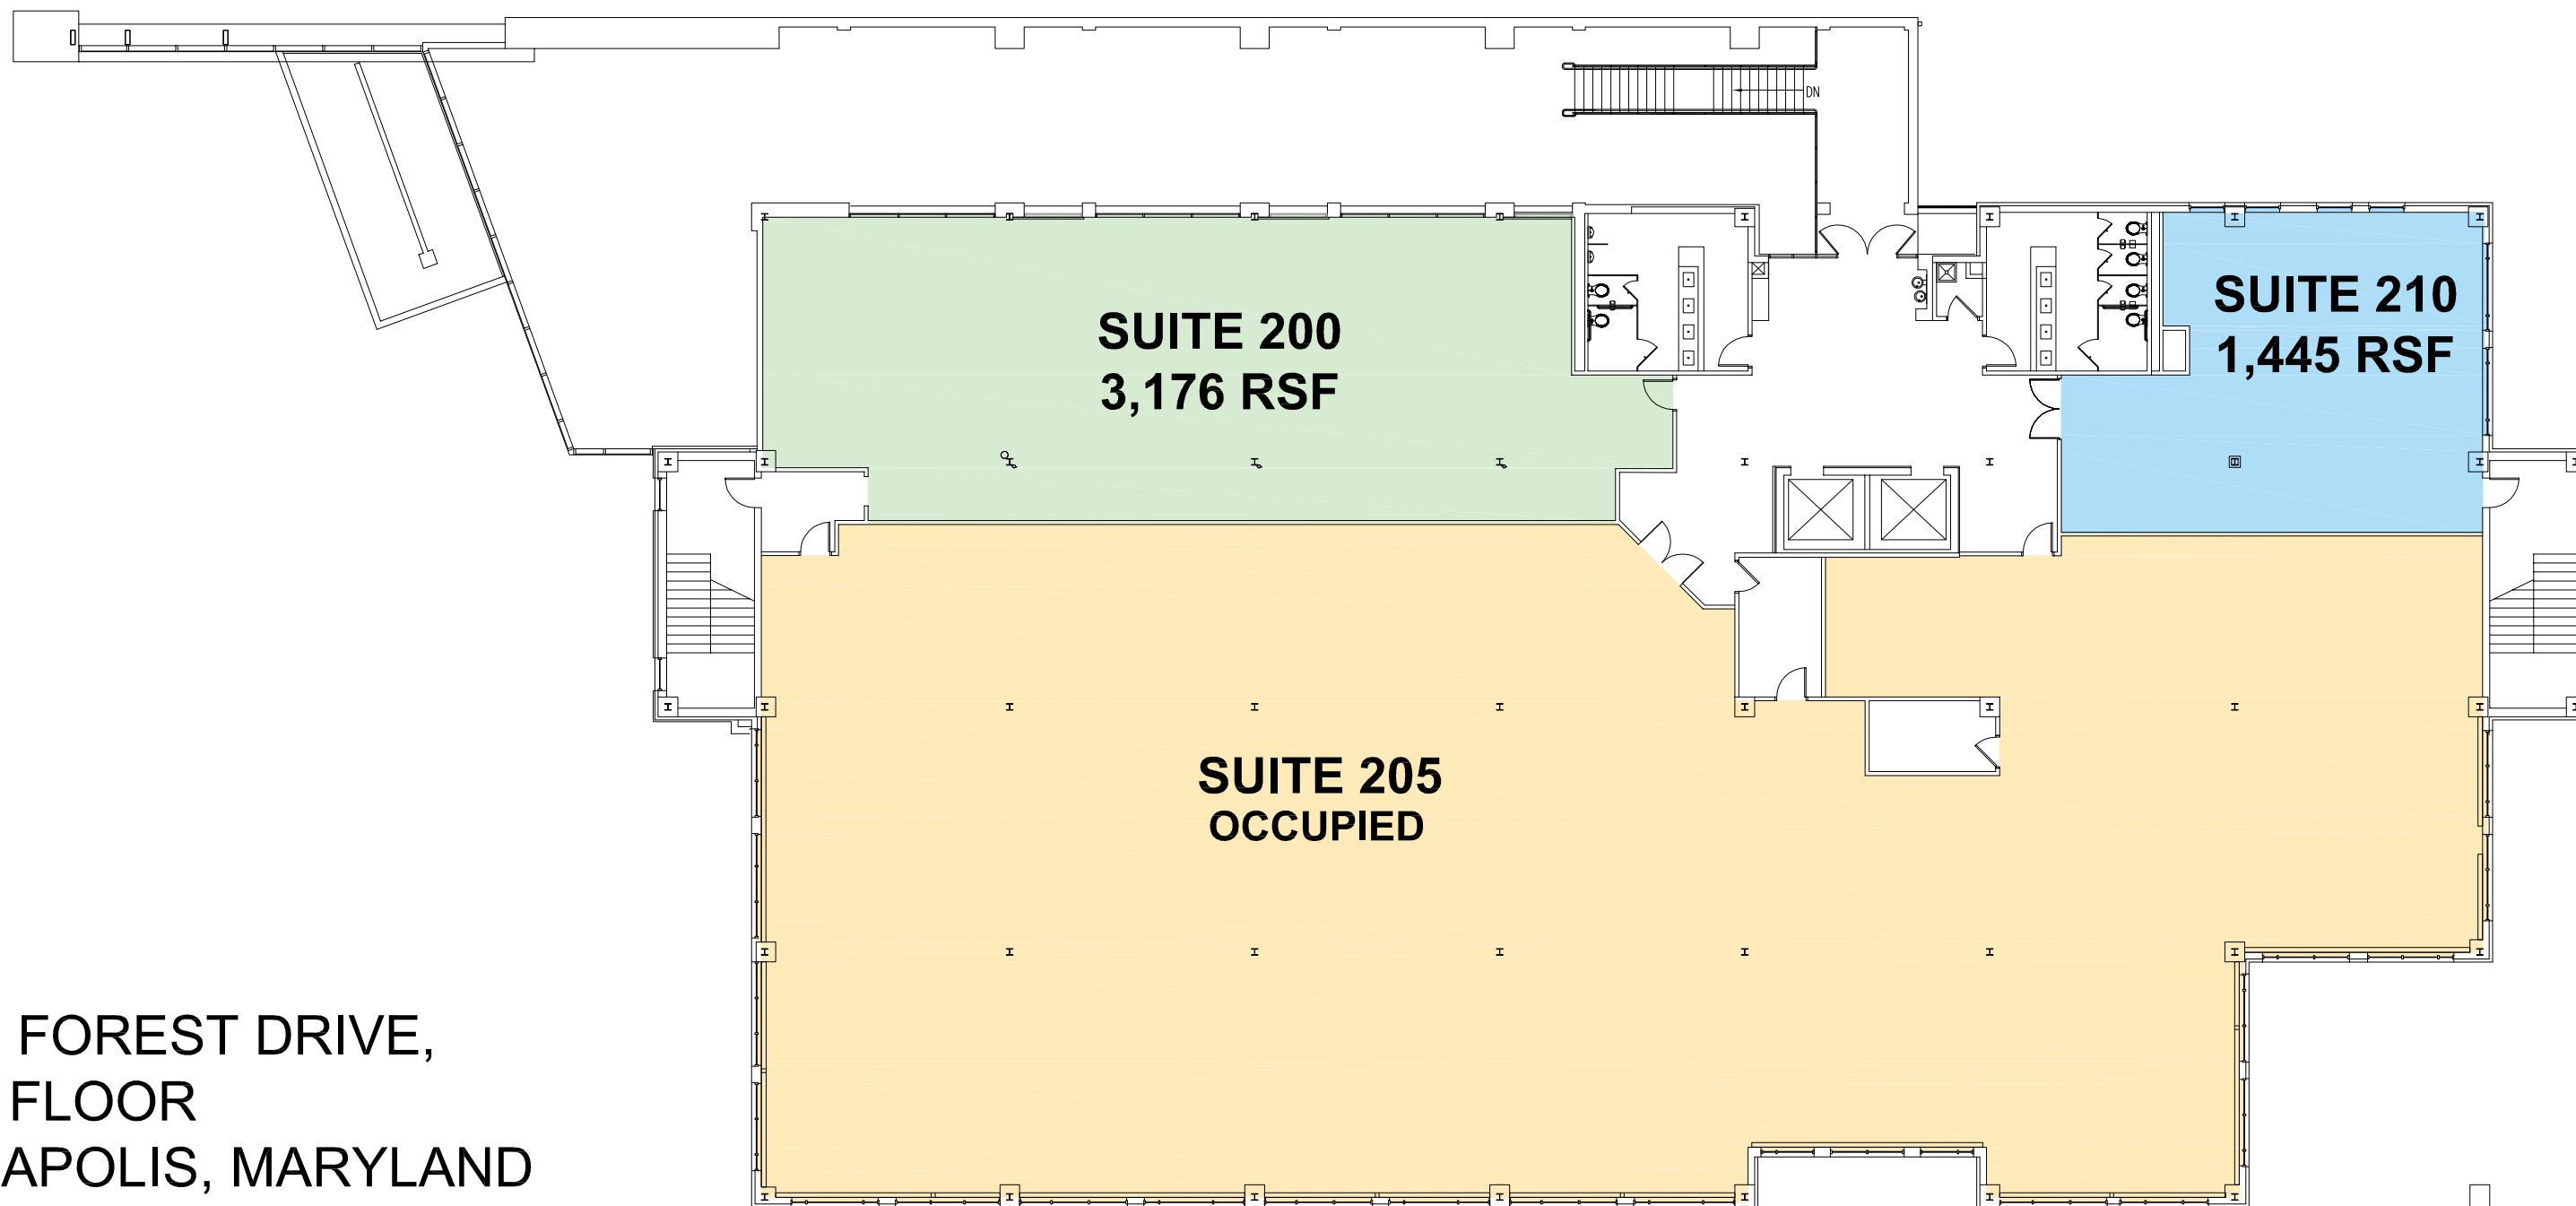 DN
SUITE 200
3,176 RSF
SUITE 210
1,445 RSF
SUITE 205
OCCUPIED
FOREST DRIVE,
FLOOR
APOLIS, MARYLAND